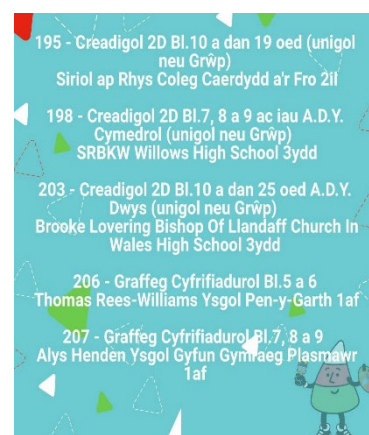 195 - Creadigol 2D Bl.10 a dan 19 oed (unigol
neu Grŵp)
Siriol ap Rhys Coleg Caerdydd a'r Fro 2il
198 - Creadigol 2D Bl.7, 8 a 9 ac iau A.D.Y.
Cymedrol (unigol neu Grŵp)
SRBKW Willows High School 3ydd
203 - Creadigol 2D Bl.10 a dan 25 oed A.D.Y.
Dwys (unigol neu Grŵp)
Brooke Lovering Bishop Of Llandaff Church In
Wales High School 3ydd
206 - Graffeg Cyfrifiadurol Bl.5 a 6
Thomas Rees-Williams Ysgol Pen-y-Garth 1af
207 - Graffeg Cyfrifiadurol Bl.7, 8 a 9
Alys Henden Ysgol Gyfun Gymraeg Plasmawr
1af